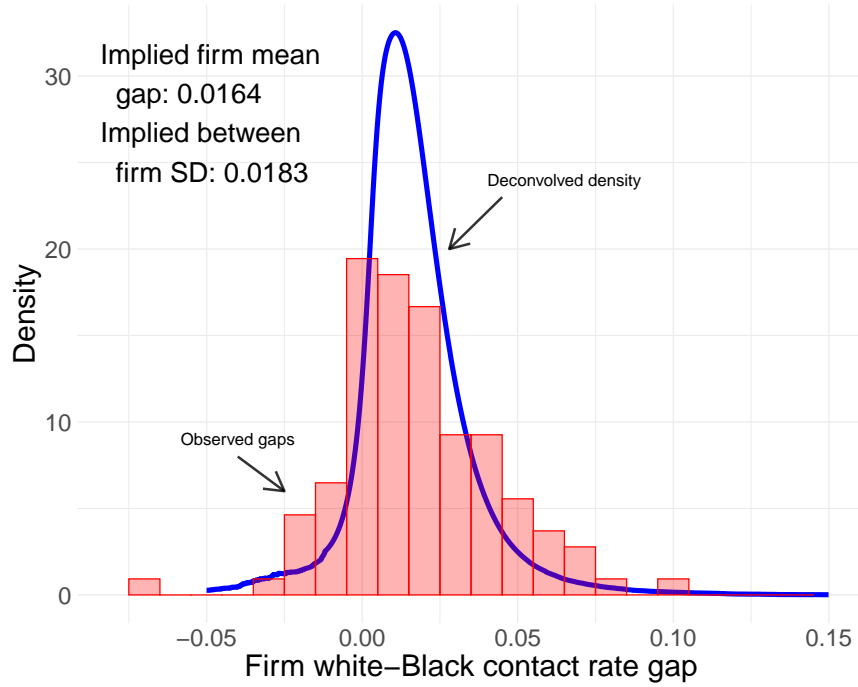 Implied firm mean
gap: 0.0164
Implied between
firm SD: 0.0183
Deconvolved density
Observed gaps
Density
30
20
10
0
−0.05 0.00 0.05 0.10 0.15
Firm white−Black contact rate gap